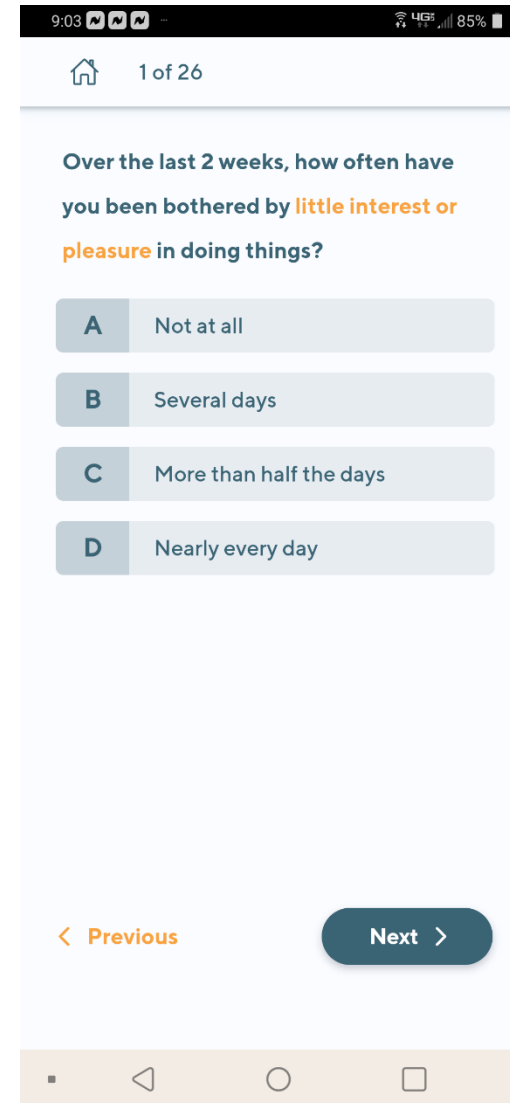 9:03 85%
1 of 26
Over the last 2 weeks, how often have
you been bothered by little interest or
pleasure in doing things?
A Not at all
B Several days
C More than half the days
D Nearly every day
Previous Next